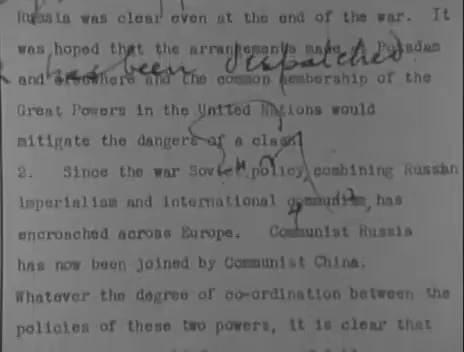 Russia was clear even at the end of the war. It
was hoped that the arrangements made at Potsdam
has been despatched
and elsewhere and the common membership of the
Great Powers in the United Nations would
mitigate the dangers of a clash.
2. Since the war Soviet policy, combining Russian
imperialism and international communism, has
encroached across Europe. Communist Russia
has now been joined by Communist China.
Whatever the degree of co-ordination between the
policies of these two powers, it is clear that